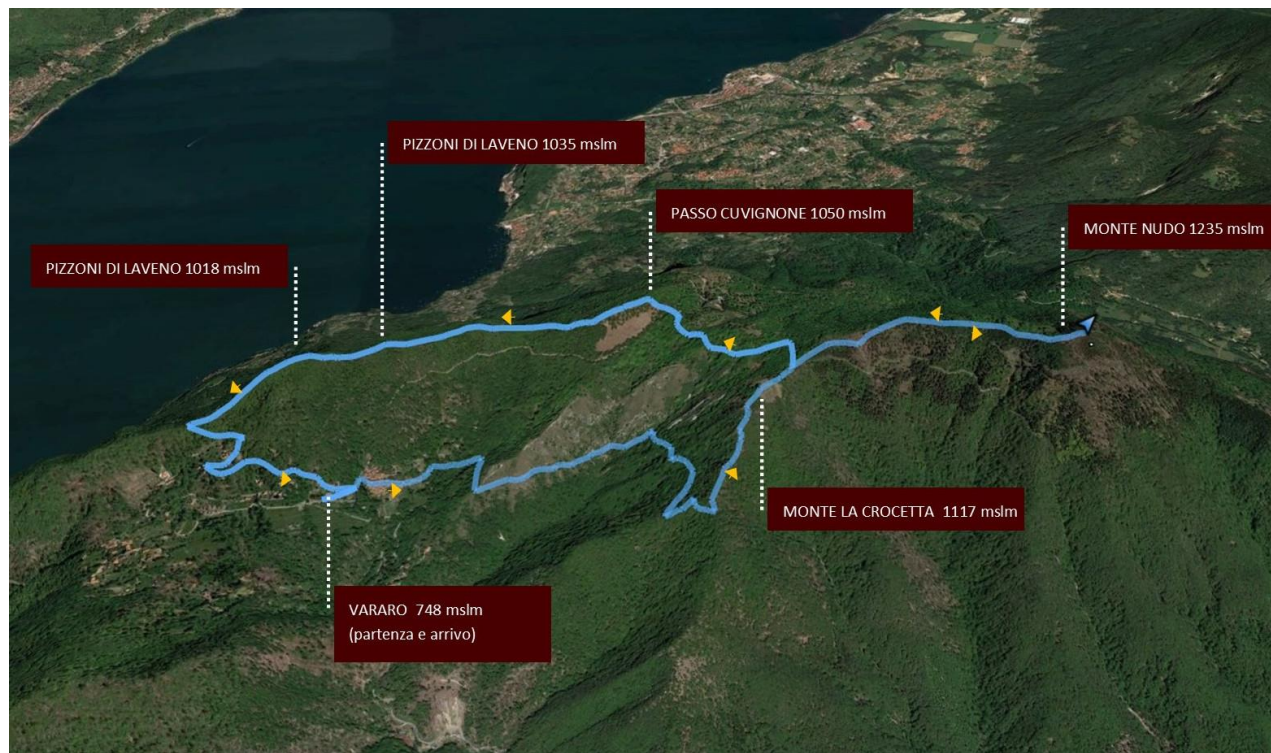 PIZZONI DI LAVENO 1035 mslm
PASSO CUVIGNONE 1050 mslm
MONTE NUDO 1235 mslm
PIZZONI DI LAVENO 1018 mslm
MONTE LA CROCETTA  1117 mslm
VARARO  748 mslm
(partenza e arrivo)